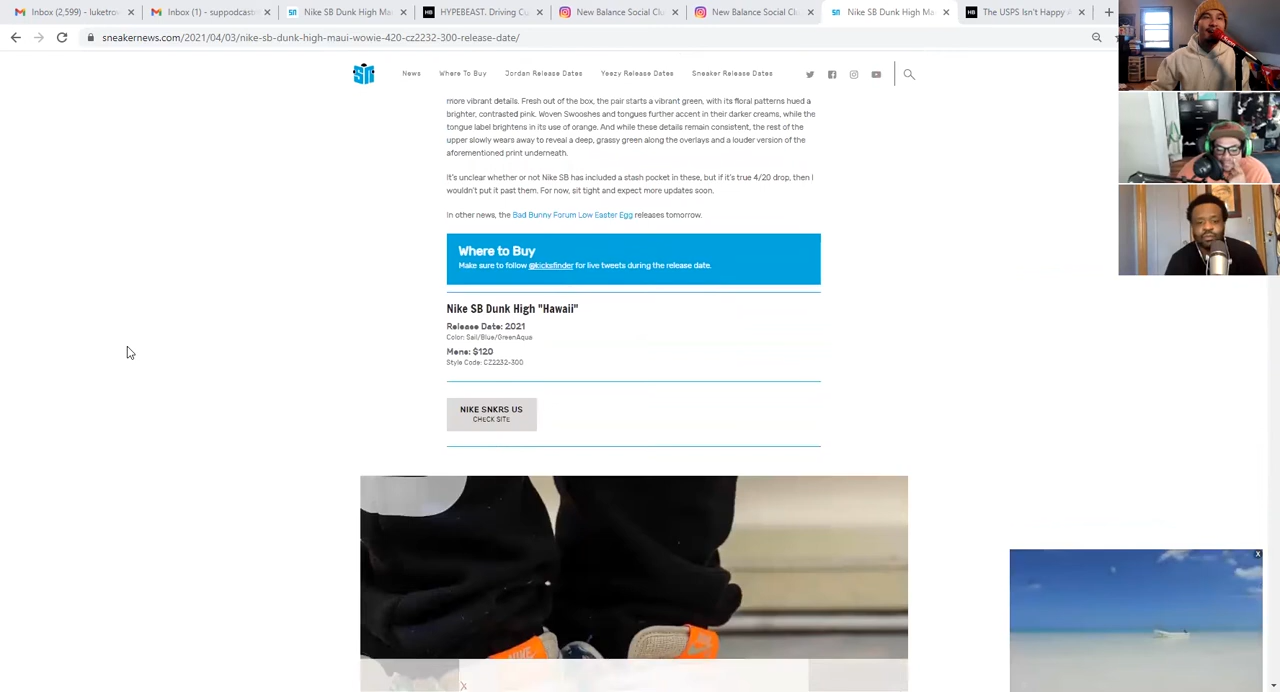 Inbox (2,599) - luketro
Inbox (1) - suppodcast@
Nike SB Dunk High Ma
HYPEBEAST. Driving Cu
New Balance Social Clu
New Balance Social Clu
Nike SB Dunk High Ma
The USPS Isn't Happy A
sneakernews.com/2021/04/03/nike-sb-dunk-high-maui-wowie-420-cz2232-300-release-date/
News
Where To Buy
Jordan Release Dates
Yeezy Release Dates
Sneaker Release Dates
more vibrant details. Fresh out of the box, the pair starts a vibrant green, with its floral patterns hued a
brighter, contrasted pink. Woven Swooshes and tongues further accent in their darker creams, while the
tongue label brightens in its use of orange. And while these details remain consistent, the rest of the
upper slowly wears away to reveal a deep, grassy green along the overlays and a louder version of the
aforementioned print underneath.
It's unclear whether or not Nike SB has included a stash pocket in these, but if it's true 4/20 drop, then I
wouldn't put it past them. For now, sit tight and expect more updates soon.
In other news, the Bad Bunny Forum Low Easter Egg releases tomorrow.
Where to Buy
Make sure to follow @kicksfinder for live tweets during the release date.
Nike SB Dunk High "Hawaii"
Release Date: 2021
Color: Sail/Blue/GreenAqua
Mens: $120
Style Code: CZ2232-300
NIKE SNKRS US
CHECK SITE
NIKE
X
X